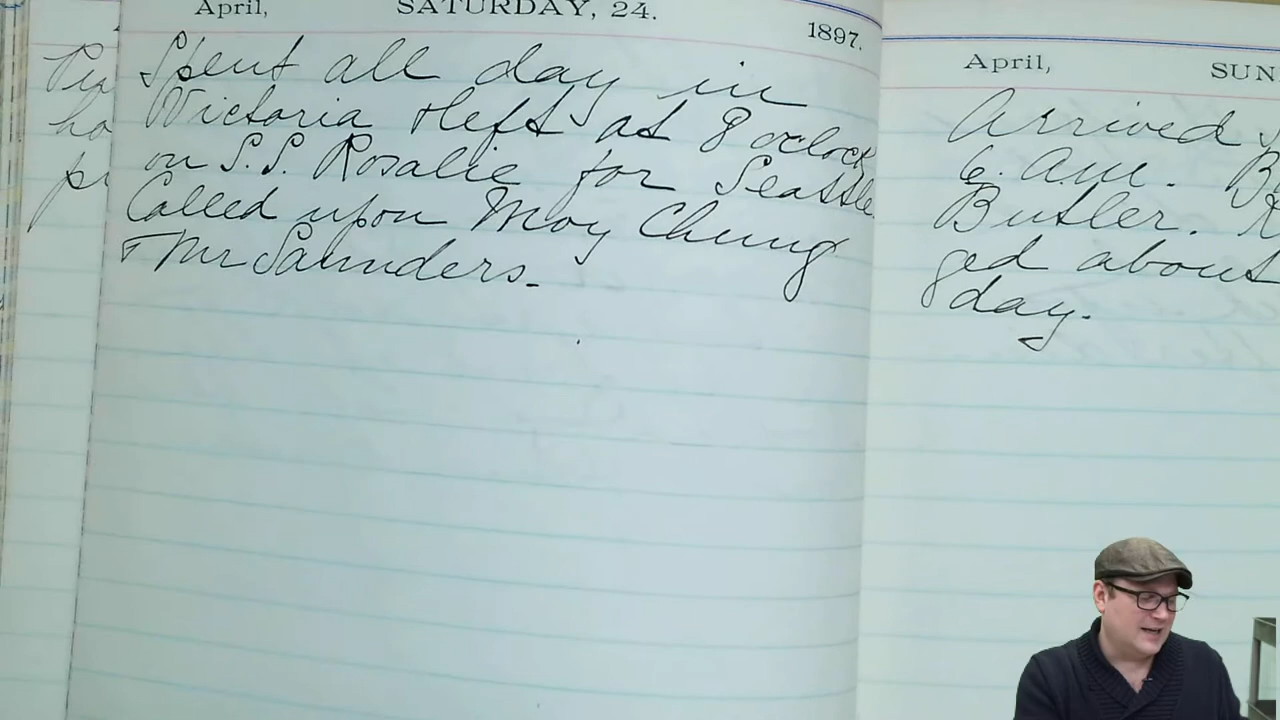 April, SATURDAY, 24. 1897.
Spent all day in
Victoria & left at 8 oclock
on S.S. Rosalie for Seattle.
Called upon Moy Chung
& Mr Saunders.
April, SUN
Arrived
6. A.M.
Butler.
ged about
day.